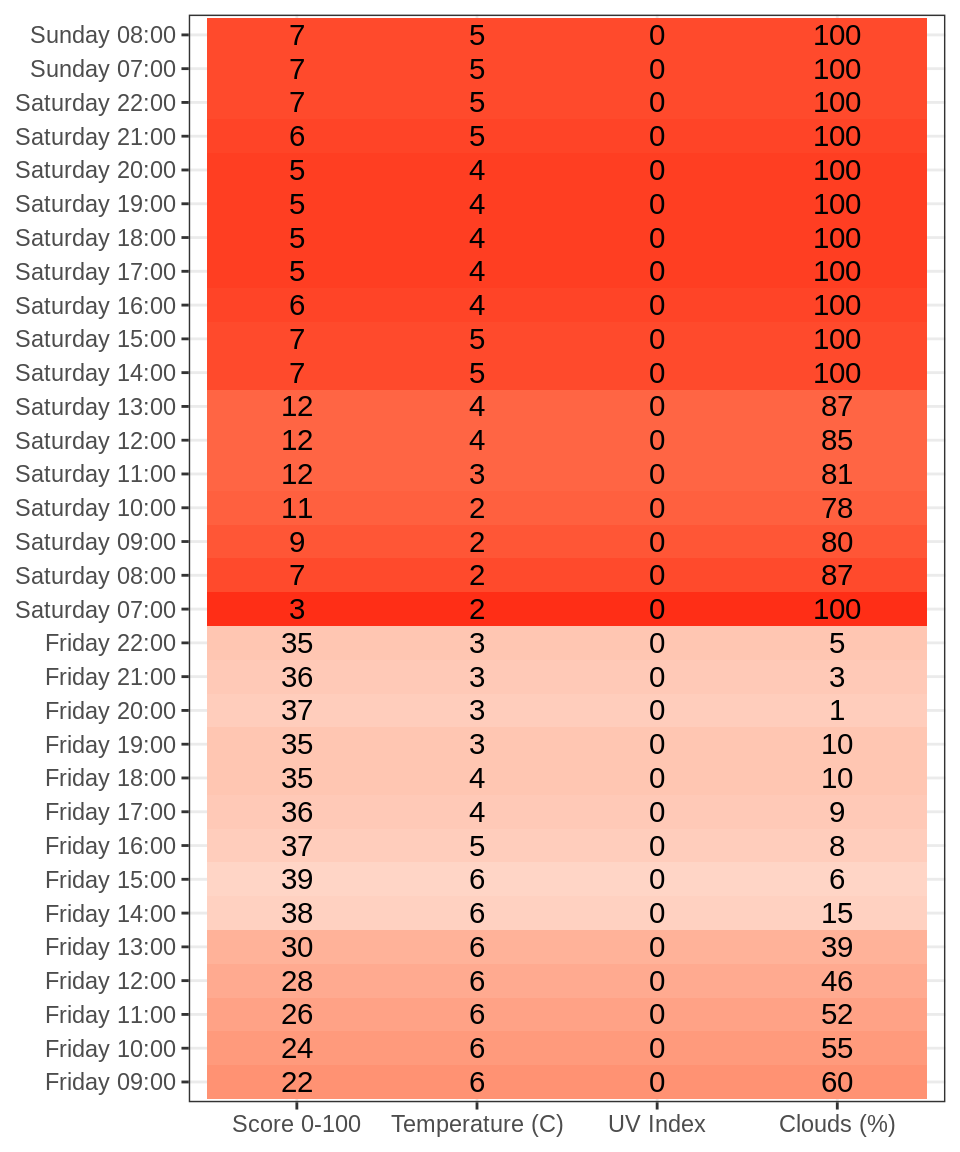 Sunday 08:00 7 5 0 100
Sunday 07:00 7 5 0 100
Saturday 22:00 7 5 0 100
Saturday 21:00 6 5 0 100
Saturday 20:00 5 4 0 100
Saturday 19:00 5 4 0 100
Saturday 18:00 5 4 0 100
Saturday 17:00 5 4 0 100
Saturday 16:00 6 4 0 100
Saturday 15:00 7 5 0 100
Saturday 14:00 7 5 0 100
Saturday 13:00 12 4 0 87
Saturday 12:00 12 4 0 85
Saturday 11:00 12 3 0 81
Saturday 10:00 11 2 0 78
Saturday 09:00 9 2 0 80
Saturday 08:00 7 2 0 87
Saturday 07:00 3 2 0 100
Friday 22:00 35 3 0 5
Friday 21:00 36 3 0 3
Friday 20:00 37 3 0 1
Friday 19:00 35 3 0 10
Friday 18:00 35 4 0 10
Friday 17:00 36 4 0 9
Friday 16:00 37 5 0 8
Friday 15:00 39 6 0 6
Friday 14:00 38 6 0 15
Friday 13:00 30 6 0 39
Friday 12:00 28 6 0 46
Friday 11:00 26 6 0 52
Friday 10:00 24 6 0 55
Friday 09:00 22 6 0 60
Score 0-100 Temperature (C) UV Index Clouds (%)